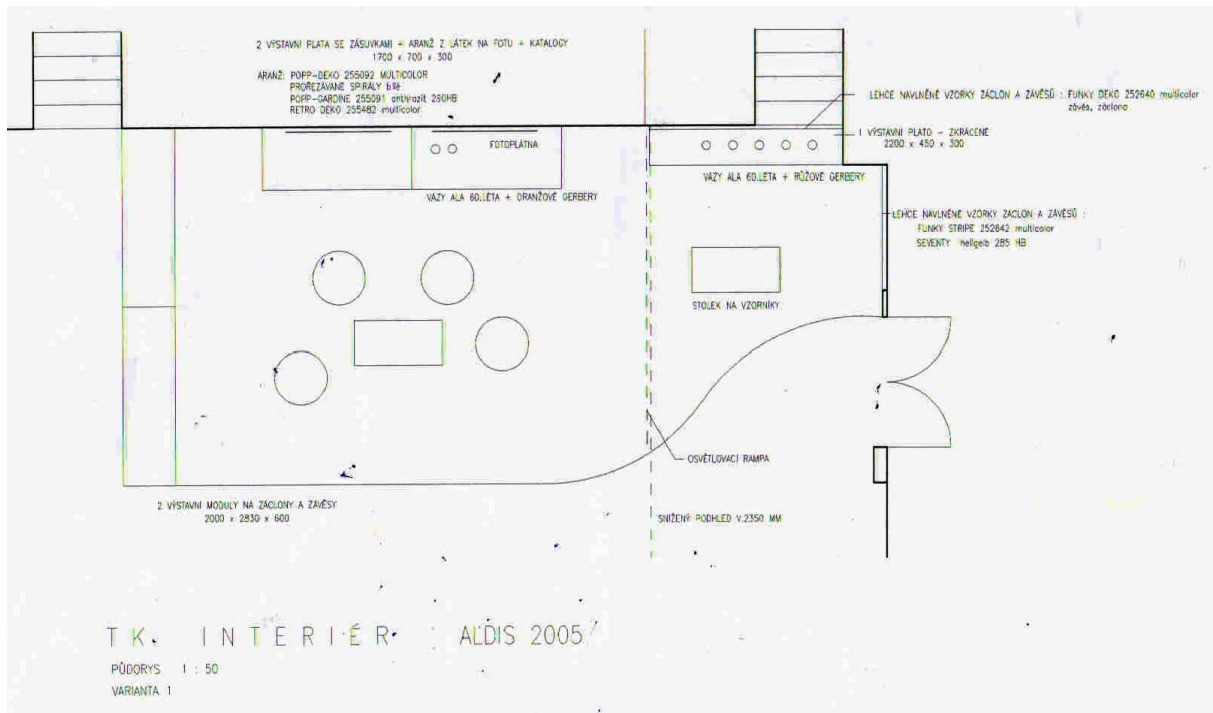 2 VÝSTAVNÍ PLATA SE ZÁSUVKAMI + ARANŽ Z LÁTEK NA FOTU + KATALOGY
1700 x 700 x 300
ARANŽ: POPP-DEKO 255092 MULTICOLOR
PROŘEZÁVANÉ SPIRÁLY bílé
POPP-GARDINE 255091 anthrazit 290HB
RETRO DEKO 255482 multicolor
FOTOPLÁTNA
VÁZY ALA 60.LÉTA + ORANŽOVÉ GERBERY
LEHCE NAVLNĚNÉ VZORKY ZÁCLON A ZÁVĚSŮ : FUNKY DEKO 252640 multicolor
závěs, záclona
1 VÝSTAVNÍ PLATO - ZKRÁCENÉ
2200 x 450 x 300
VÁZY ALA 60.LÉTA + RŮŽOVÉ GERBERY
LEHCE NAVLNĚNÉ VZORKY ZÁCLON A ZÁVĚSŮ :
FUNKY STRIPE 252642 multicolor
SEVENTY hellgelb 285 HB
STOLEK NA VZORNÍKY
OSVĚTLOVACÍ RAMPA
2 VÝSTAVNÍ MODULY NA ZÁCLONY A ZÁVĚSY
2000 x 2830 x 600
SNÍŽENÝ PODHLED V.2350 MM
TK INTERIÉR : ALDIS 2005
PŮDORYS 1 : 50
VARIANTA 1